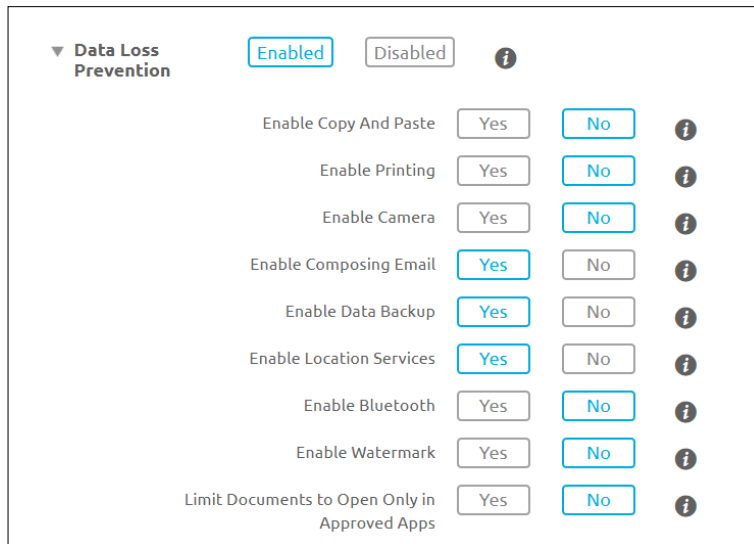 Data Loss Enabled Disabled i
Prevention
Enable Copy And Paste Yes No i
Enable Printing Yes No i
Enable Camera Yes No i
Enable Composing Email Yes No i
Enable Data Backup Yes No i
Enable Location Services Yes No i
Enable Bluetooth Yes No i
Enable Watermark Yes No i
Limit Documents to Open Only in Yes No i
Approved Apps